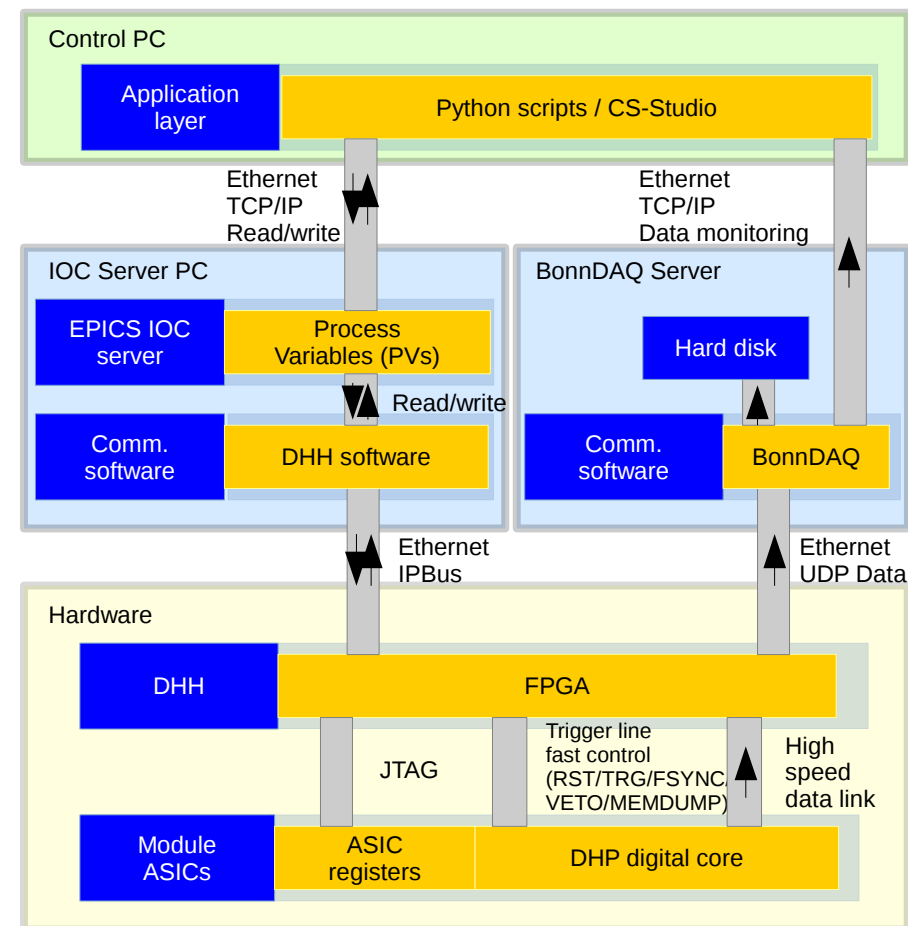 Control PC
Application
layer
Python scripts / CS-Studio
Ethernet
TCP/IP
Read/write
Ethernet
TCP/IP
Data monitoring
IOC Server PC
BonnDAQ Server
EPICS IOC
server
Process
Variables (PVs)
Hard disk
Read/write
Comm.
software
DHH software
Comm.
software
BonnDAQ
Ethernet
IPBus
Ethernet
UDP Data
Hardware
DHH
FPGA
JTAG
Trigger line
fast control
(RST/TRG/FSYNC/
VETO/MEMDUMP)
High
speed
data link
Module
ASICs
ASIC
registers
DHP digital core